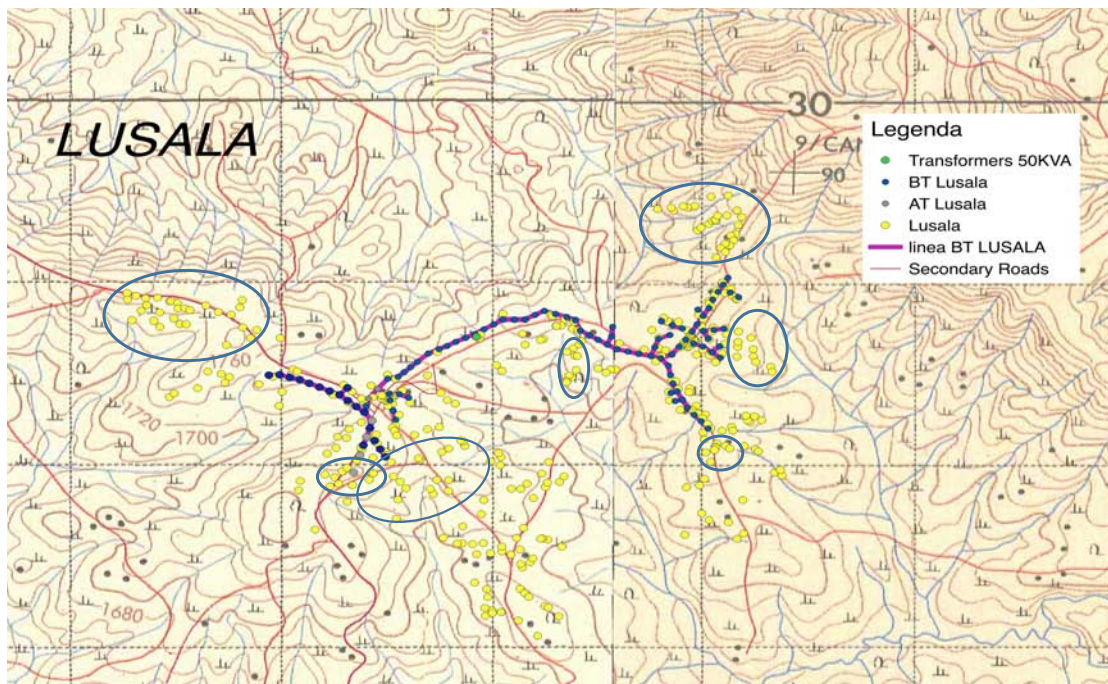 LUSALA
30
9/CAN
90
Legenda
Transformers 50KVA
BT Lusala
AT Lusala
Lusala
linea BT LUSALA
Secondary Roads
1760
1720
1700
1680